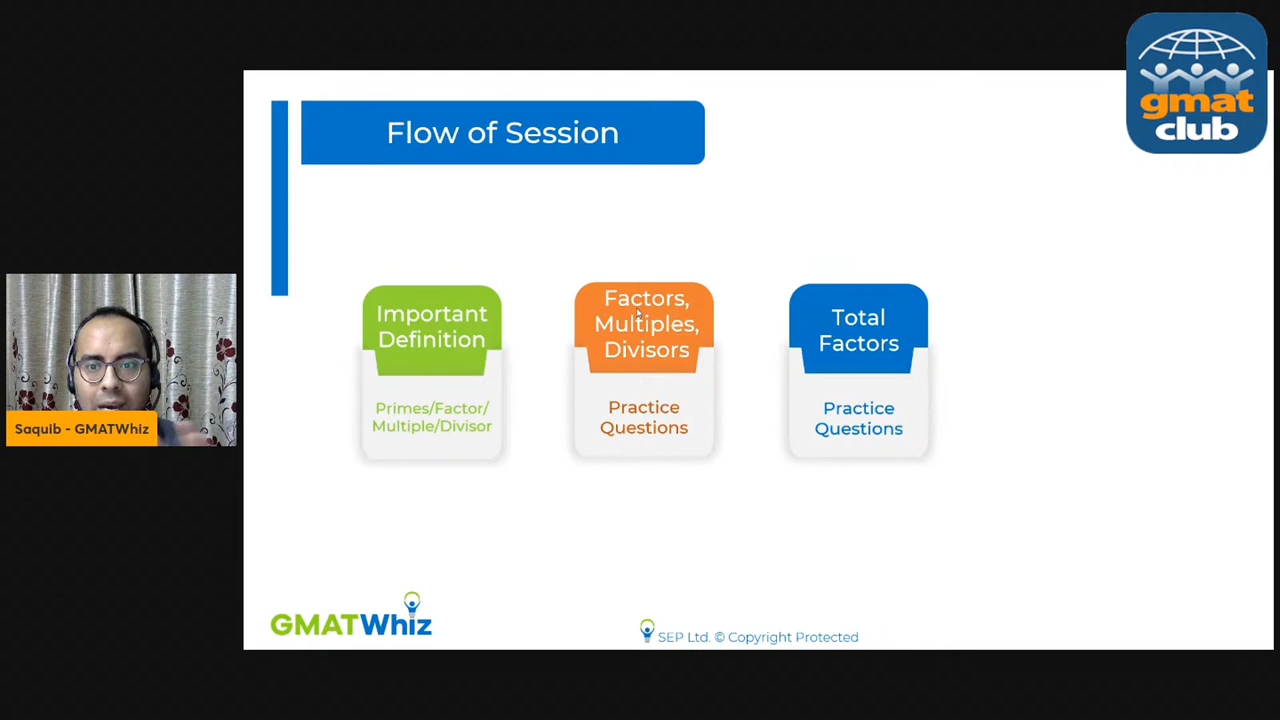 gmat
club
Flow of Session
Important
Definition
Primes/Factor/
Multiple/Divisor
Factors,
Multiples,
Divisors
Practice
Questions
Total
Factors
Practice
Questions
Saquib - GMATWhiz
GMATWhiz
SEP Ltd. © Copyright Protected